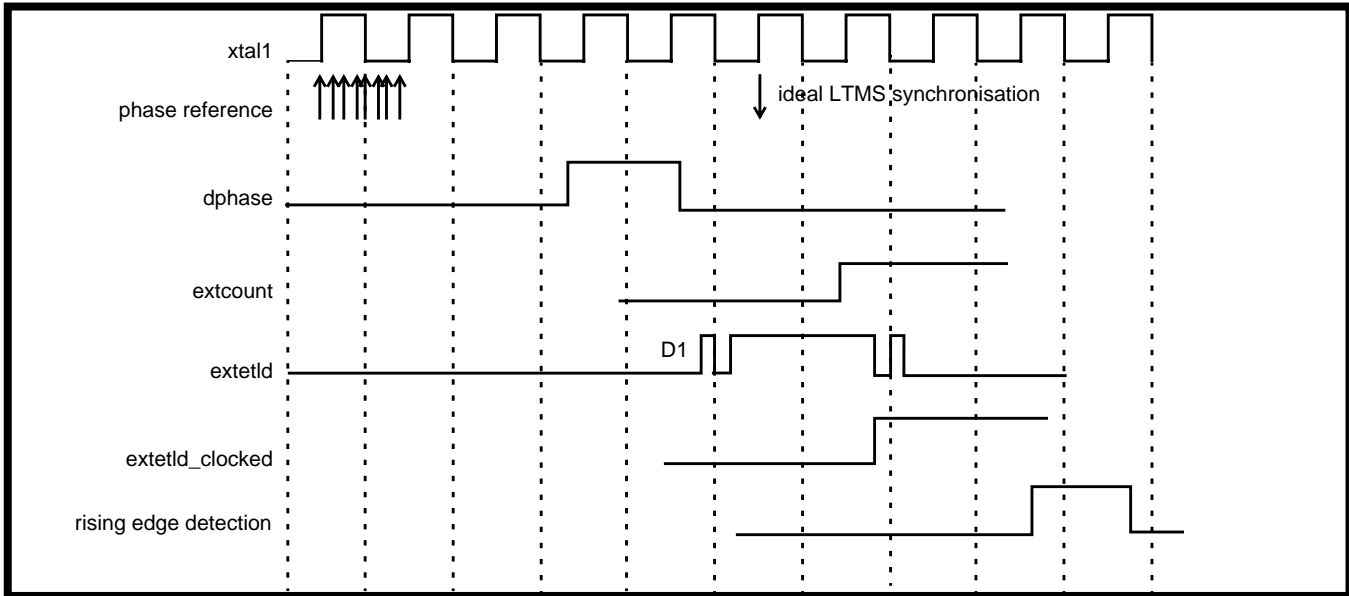 xtal1
phase reference
ideal LTMS synchronisation
dphase
extcount
D1
extetld
extetld_clocked
rising edge detection